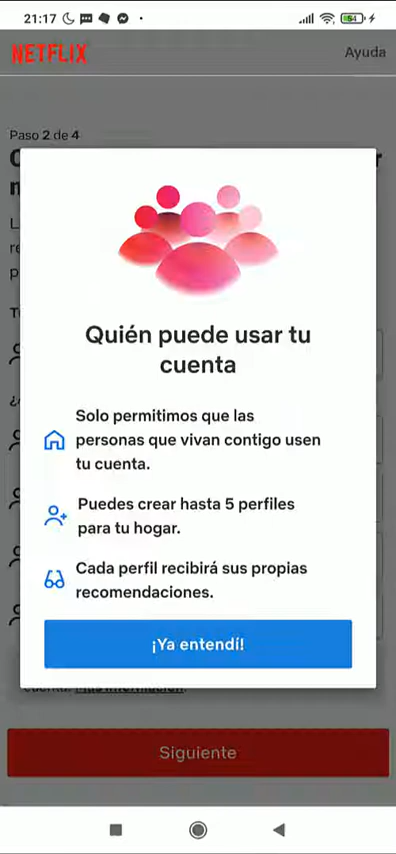 21:17
64
NETFLIX
Ayuda
Paso 2 de 4
Quién puede usar tu
cuenta
Solo permitimos que las
personas que vivan contigo usen
tu cuenta.
Puedes crear hasta 5 perfiles
para tu hogar.
Cada perfil recibirá sus propias
recomendaciones.
¡Ya entendí!
Siguiente